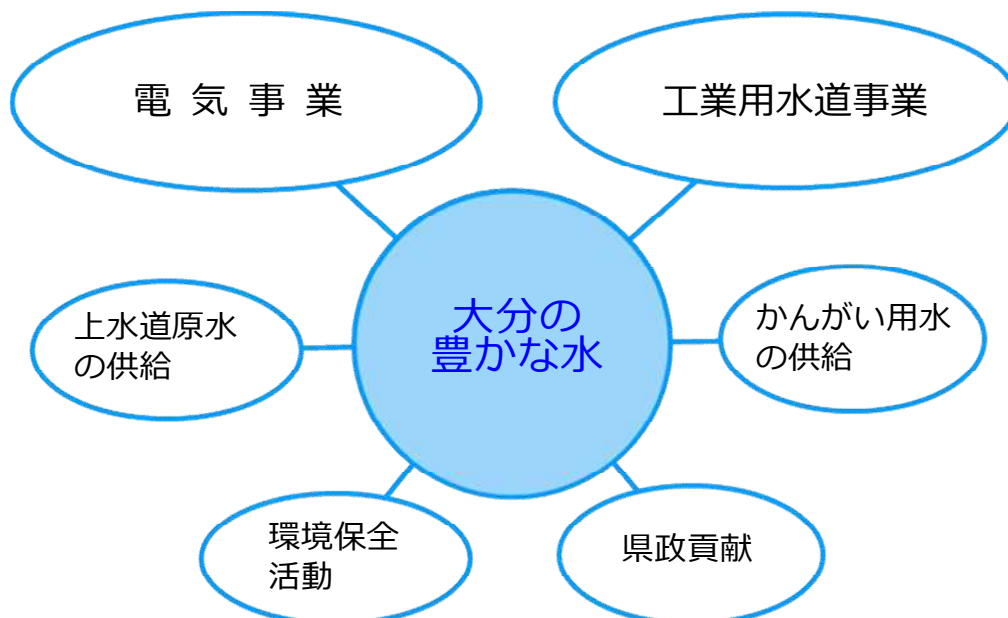 電気事業
工業用水道事業
大分の
豊かな水
上水道原水
の供給
かんがい用水
の供給
環境保全
活動
県政貢献